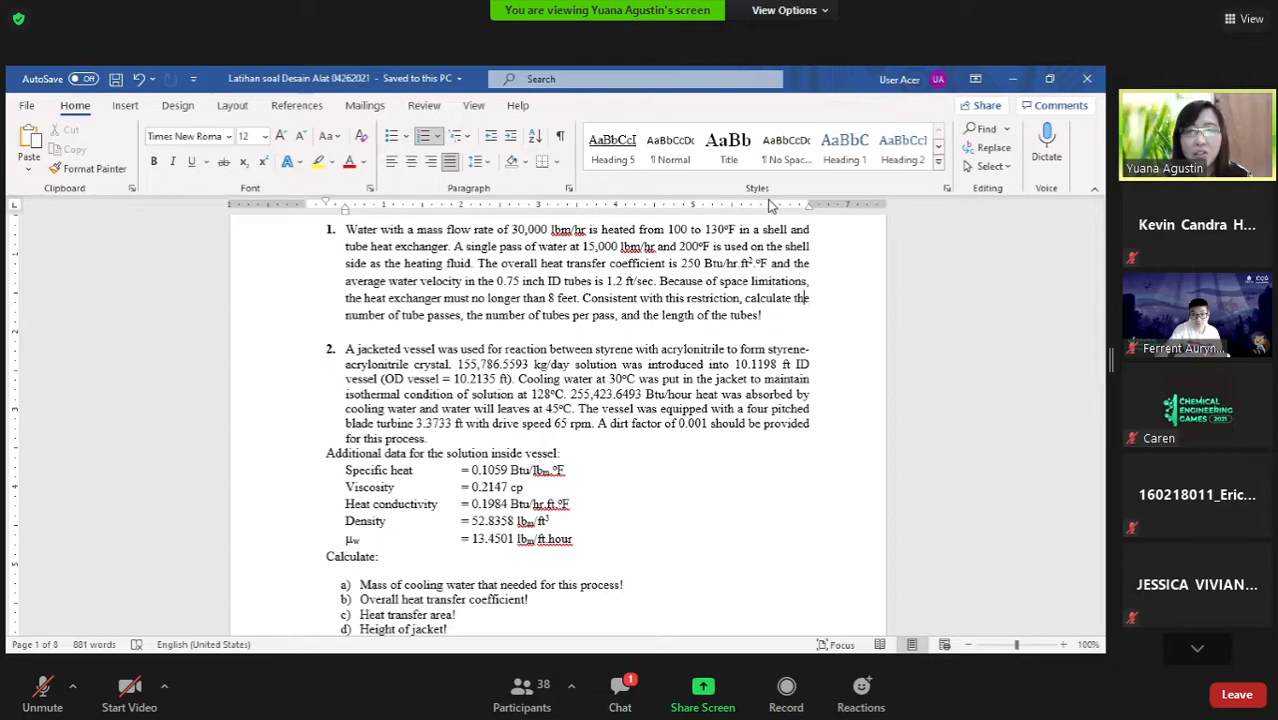 You are viewing Yuana Agustin's screen
View Options
View
AutoSave Off
Latihan soal Desain Alat 04262021 - Saved to this PC
Search
User Acer UA
File Home Insert Design Layout References Mailings Review View Help
Share Comments
Paste
Cut
Copy
Format Painter
Clipboard
Times New Roma 12
Font
Paragraph
AaBbCcI AaBbCcDc AaBb AaBbCcDc AaBbC AaBbCcI
Heading 5 ¶ Normal Title ¶ No Spac... Heading 1 Heading 2
Styles
Find
Replace
Select
Editing
Dictate
Voice
1. Water with a mass flow rate of 30,000 lbm/hr is heated from 100 to 130°F in a shell and
tube heat exchanger. A single pass of water at 15,000 lbm/hr and 200°F is used on the shell
side as the heating fluid. The overall heat transfer coefficient is 250 Btu/hr.ft².°F and the
average water velocity in the 0.75 inch ID tubes is 1.2 ft/sec. Because of space limitations,
the heat exchanger must no longer than 8 feet. Consistent with this restriction, calculate the
number of tube passes, the number of tubes per pass, and the length of the tubes!
2. A jacketed vessel was used for reaction between styrene with acrylonitrile to form styrene-
acrylonitrile crystal. 155,786.5593 kg/day solution was introduced into 10.1198 ft ID
vessel (OD vessel = 10.2135 ft). Cooling water at 30°C was put in the jacket to maintain
isothermal condition of solution at 128°C. 255,423.6493 Btu/hour heat was absorbed by
cooling water and water will leaves at 45°C. The vessel was equipped with a four pitched
blade turbine 3.3733 ft with drive speed 65 rpm. A dirt factor of 0.001 should be provided
for this process.
Additional data for the solution inside vessel:
Specific heat = 0.1059 Btu/lbm.°F
Viscosity = 0.2147 cp
Heat conductivity = 0.1984 Btu/hr.ft.°F
Density = 52.8358 lbm/ft³
μw = 13.4501 lbm/ft.hour
Calculate:
a) Mass of cooling water that needed for this process!
b) Overall heat transfer coefficient!
c) Heat transfer area!
d) Height of jacket!
Page 1 of 8 881 words English (United States)
Focus
100%
Yuana Agustin
Kevin Candra H...
Ferrent Auryn...
CHEMICAL
ENGINEERING
GAMES 2021
Caren
160218011_Eric...
JESSICA VIVIAN...
Unmute
Start Video
38
Participants
1
Chat
Share Screen
Record
Reactions
Leave